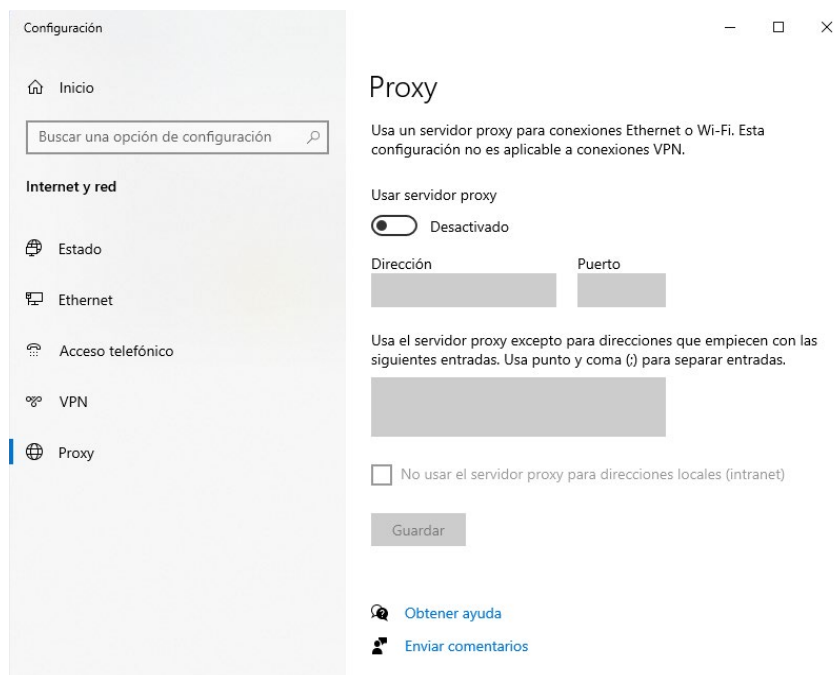 Configuración
Inicio
Buscar una opción de configuración
Internet y red
Estado
Ethernet
Acceso telefónico
VPN
Proxy
Proxy
Usa un servidor proxy para conexiones Ethernet o Wi-Fi. Esta
configuración no es aplicable a conexiones VPN.
Usar servidor proxy
Desactivado
Dirección
Puerto
Usa el servidor proxy excepto para direcciones que empiecen con las
siguientes entradas. Usa punto y coma (;) para separar entradas.
No usar el servidor proxy para direcciones locales (intranet)
Guardar
Obtener ayuda
Enviar comentarios